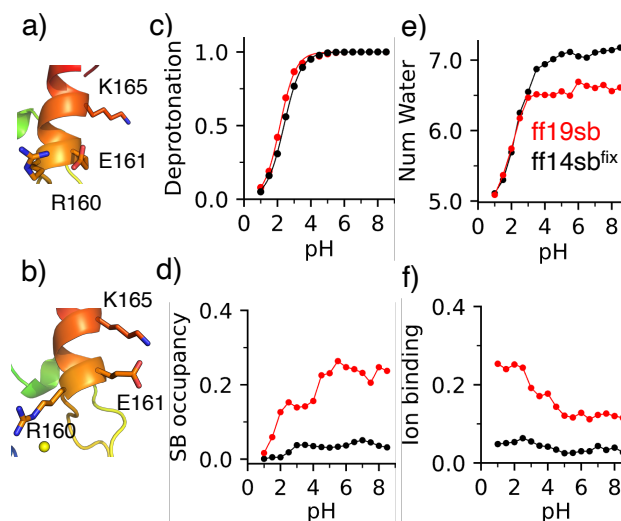 a)
K165
E161
R160
b)
K165
E161
R160
c)
Deprotonation
1.0
0.5
0.0
0 2 4 6 8
pH
d)
SB occupancy
0.4
0.2
0.0
0 2 4 6 8
pH
e)
Num Water
7.0
6.0
5.0
ff19sb
ff14sbfix
0 2 4 6 8
pH
f)
Ion binding
0.4
0.2
0.0
0 2 4 6 8
pH